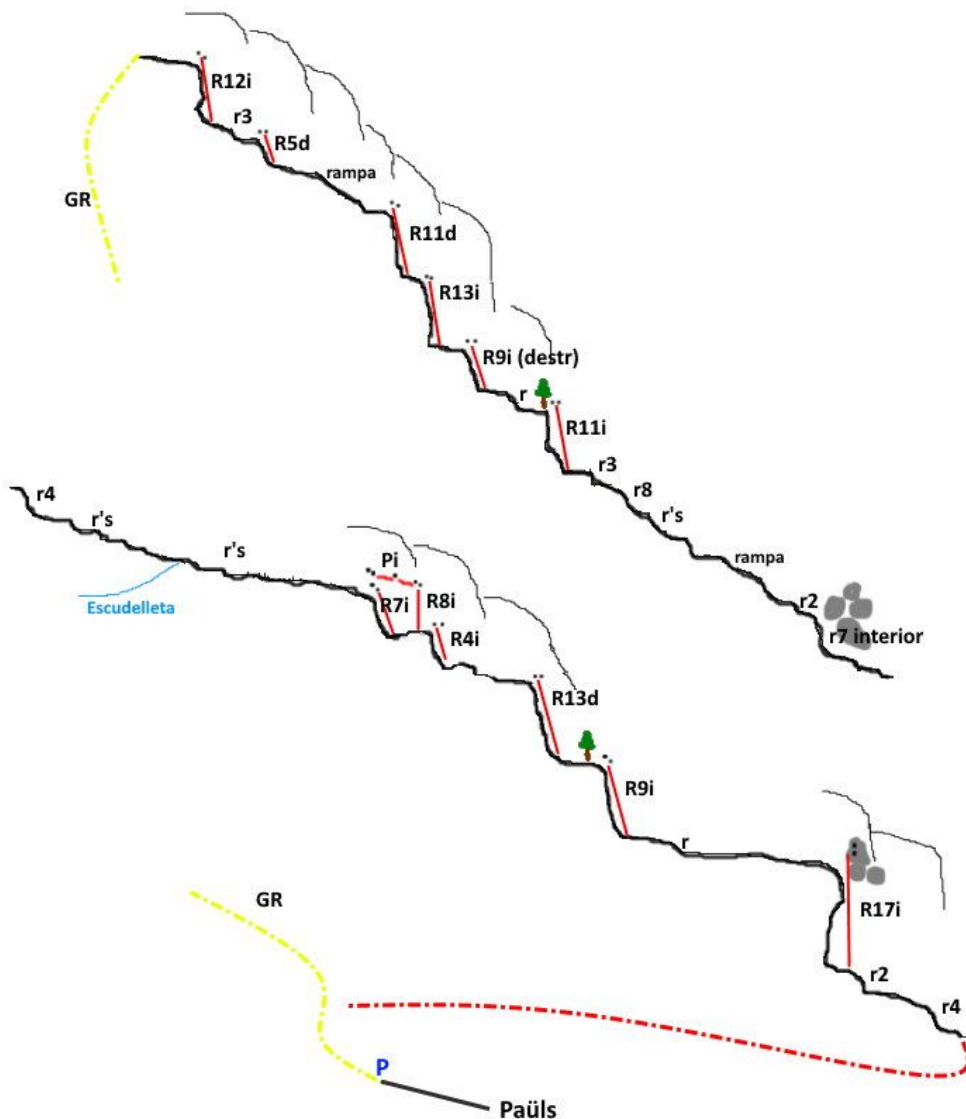 R12i
r3
R5d
rampa
GR
R11d
R13i
R9i (destr)
r
R11i
r3
r8
r's
rampa
r2
r7 interior
r4
r's
r's
Escudelleta
Pi
R7i
R8i
R4i
R13d
R9i
r
R17i
r2
r4
GR
P
Paüls